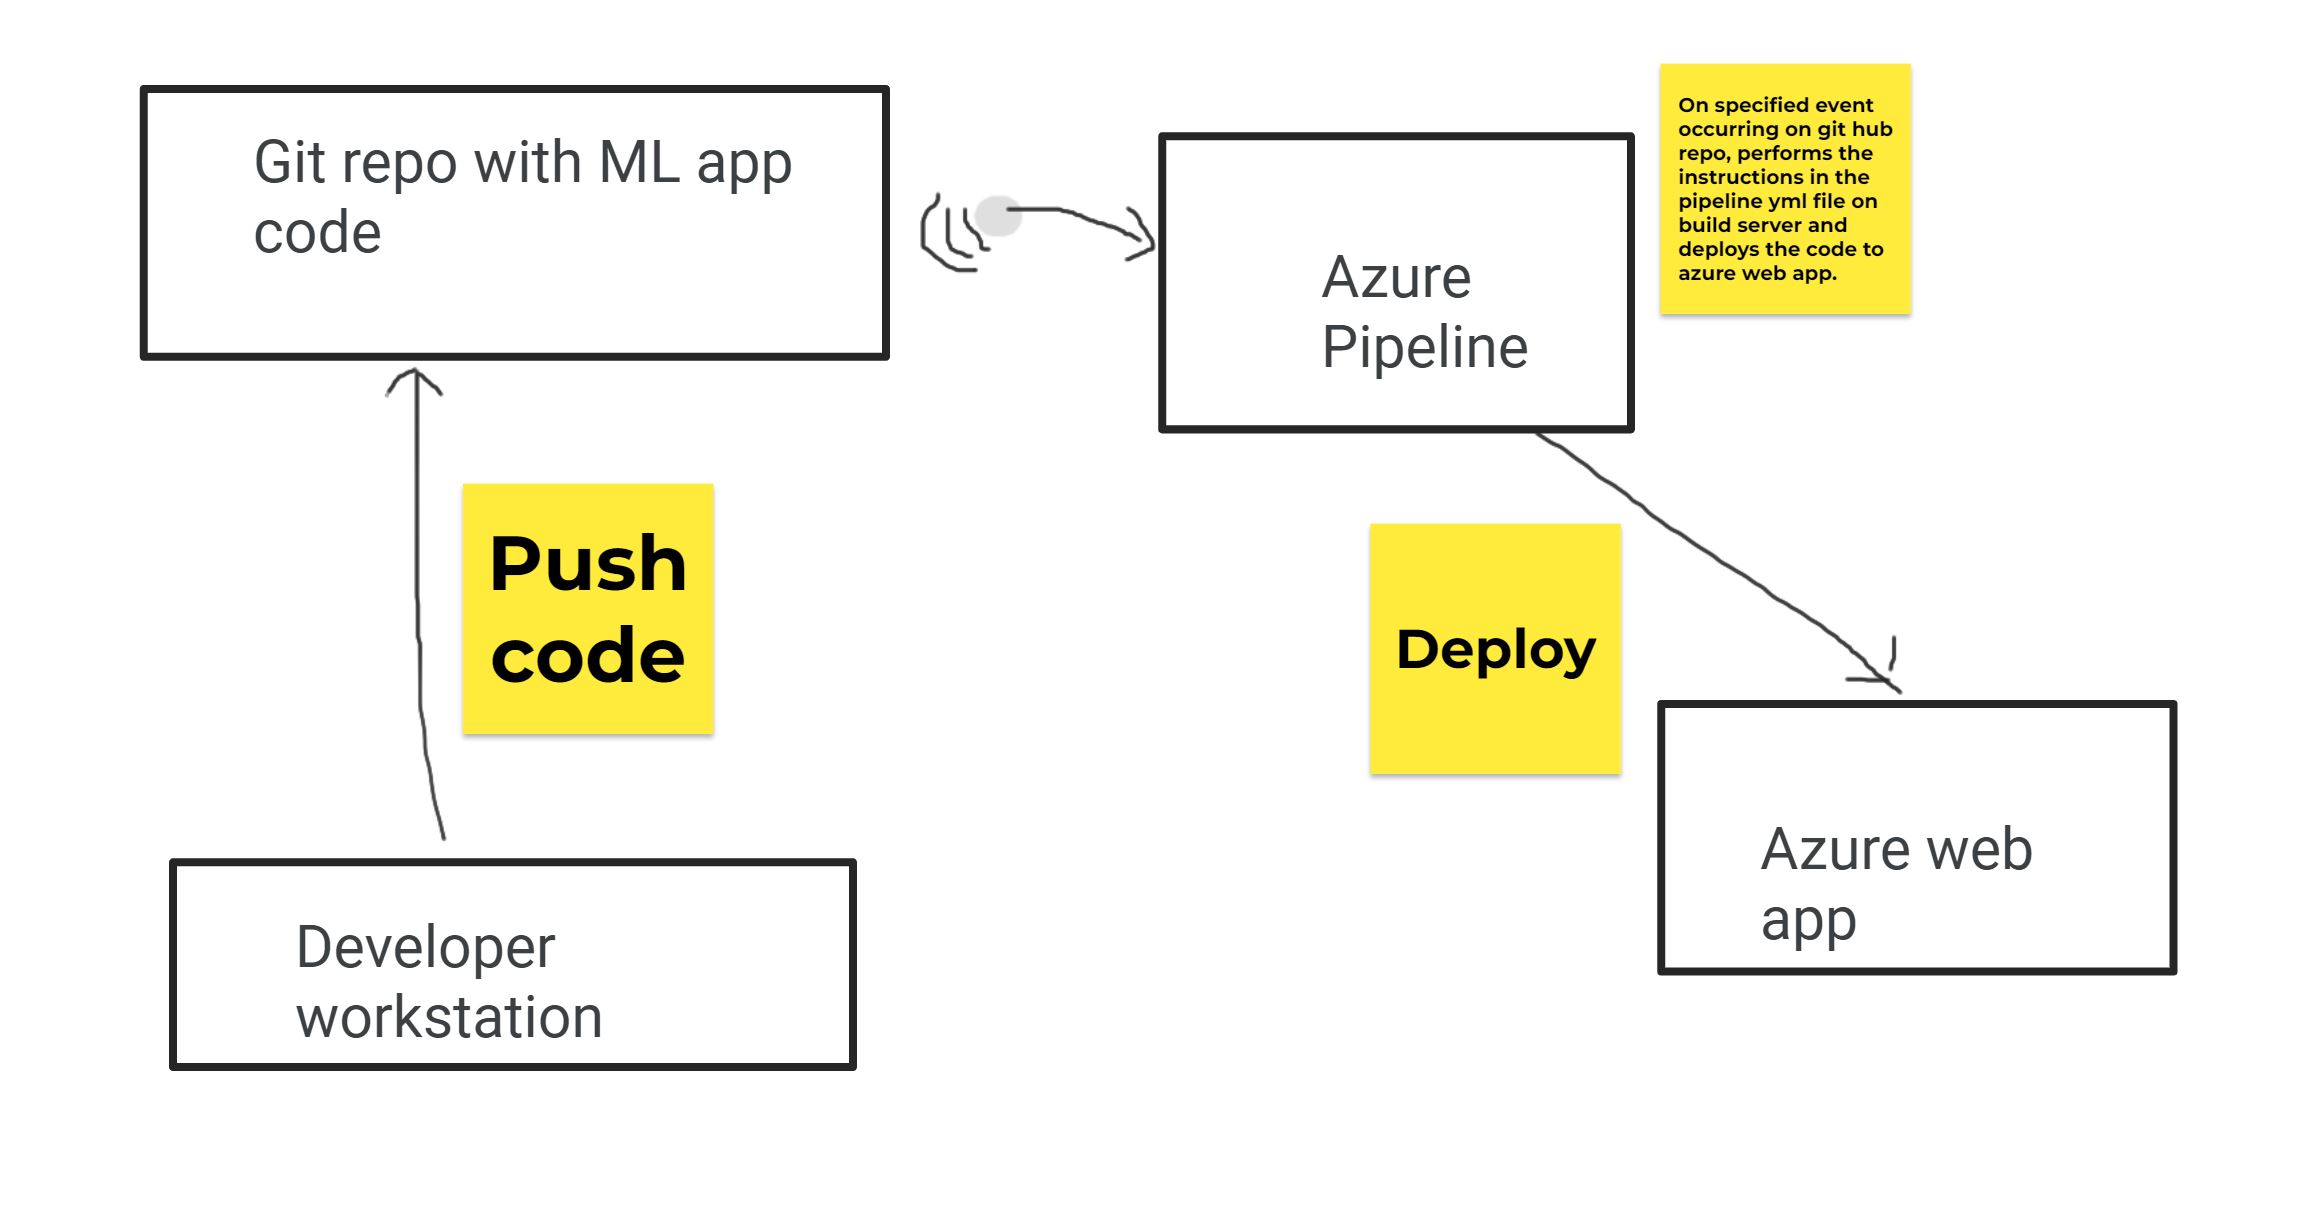 Git repo with ML app
code
Azure
Pipeline
On specified event
occurring on git hub
repo, performs the
instructions in the
pipeline yml file on
build server and
deploys the code to
azure web app.
Push
code
Deploy
Azure web
app
Developer
workstation